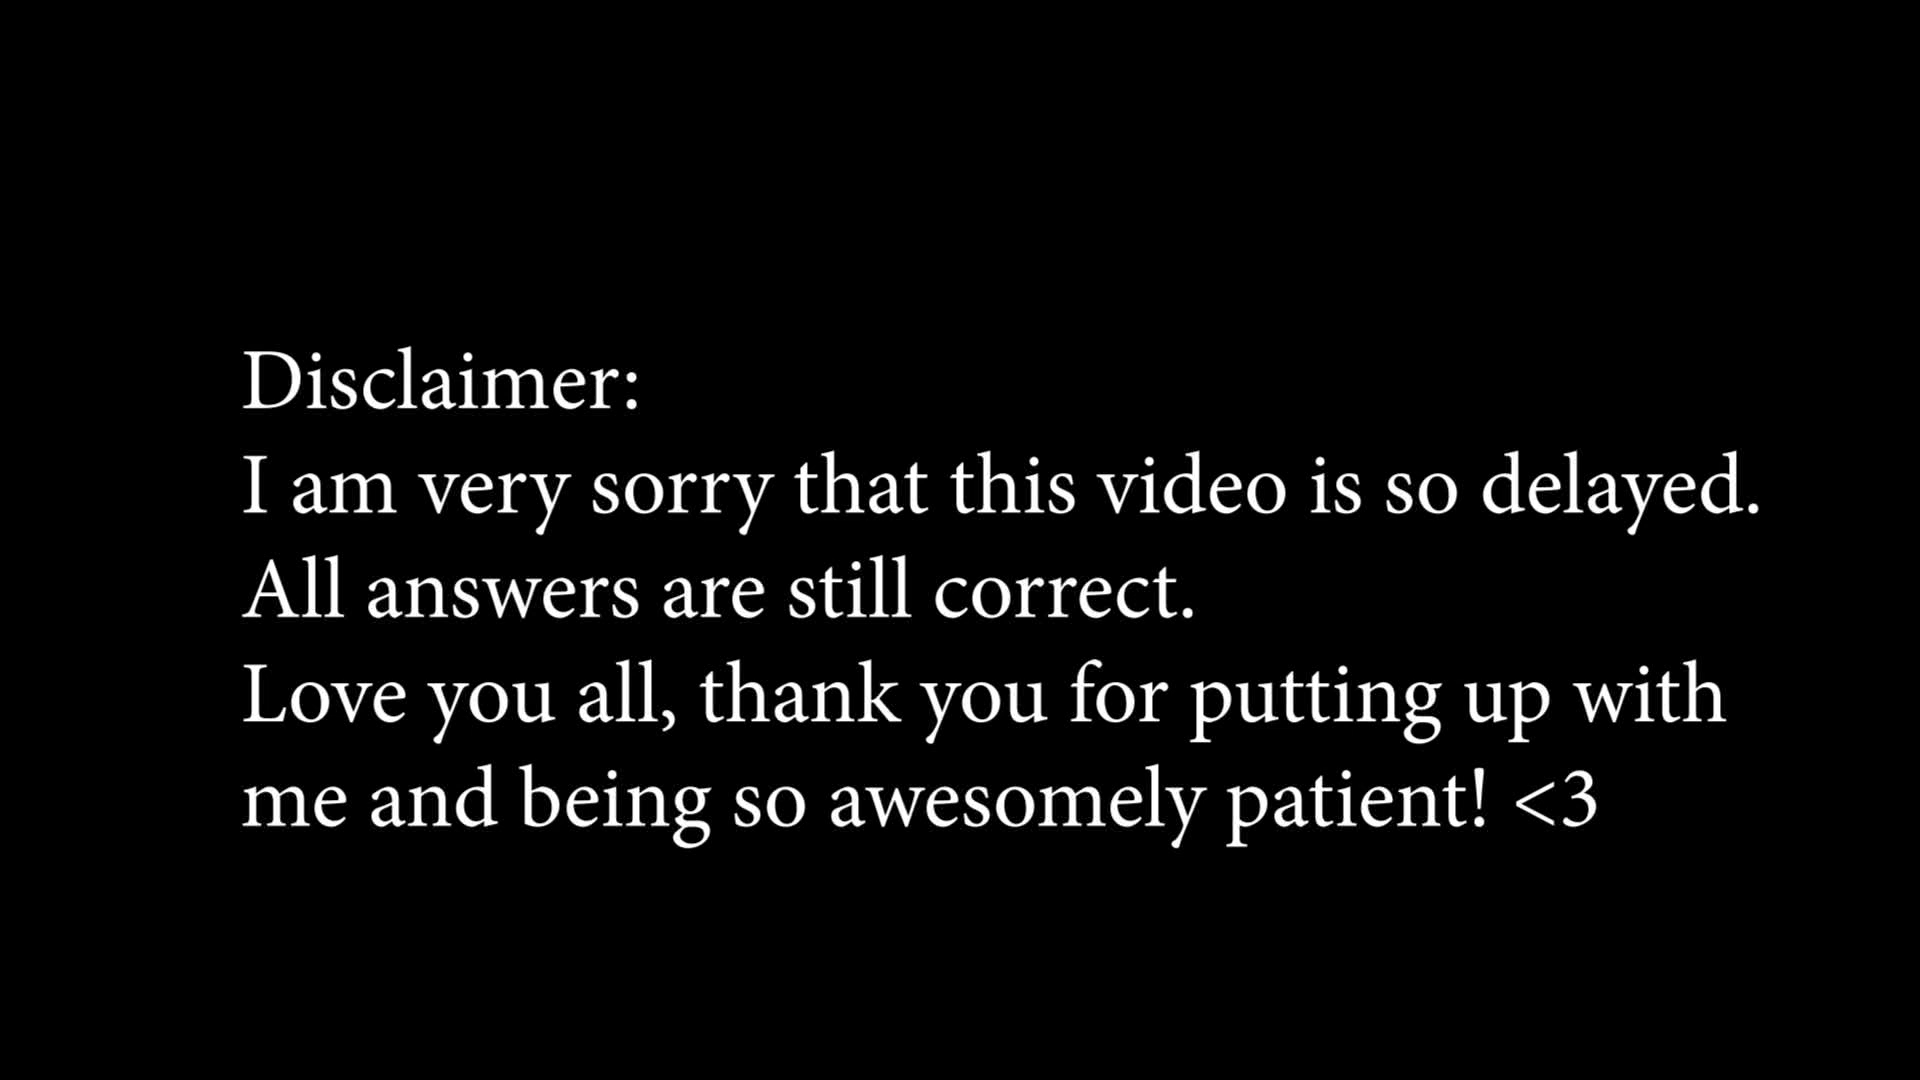 Disclaimer:
I am very sorry that this video is so delayed.
All answers are still correct.
Love you all, thank you for putting up with
me and being so awesomely patient! <3